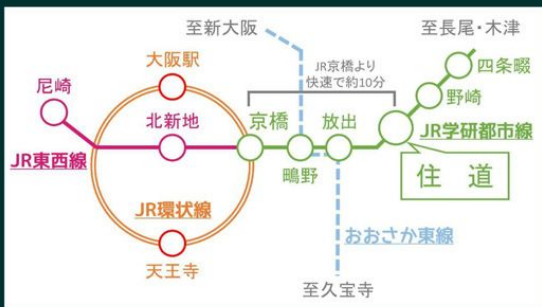 至新大阪
至長尾・木津
大阪駅
JR京橋より
快速で約10分
四条畷
尼崎
野崎
北新地
京橋
放出
JR学研都市線
JR東西線
鴫野
住　道
JR環状線
おおさか東線
天王寺
至久宝寺